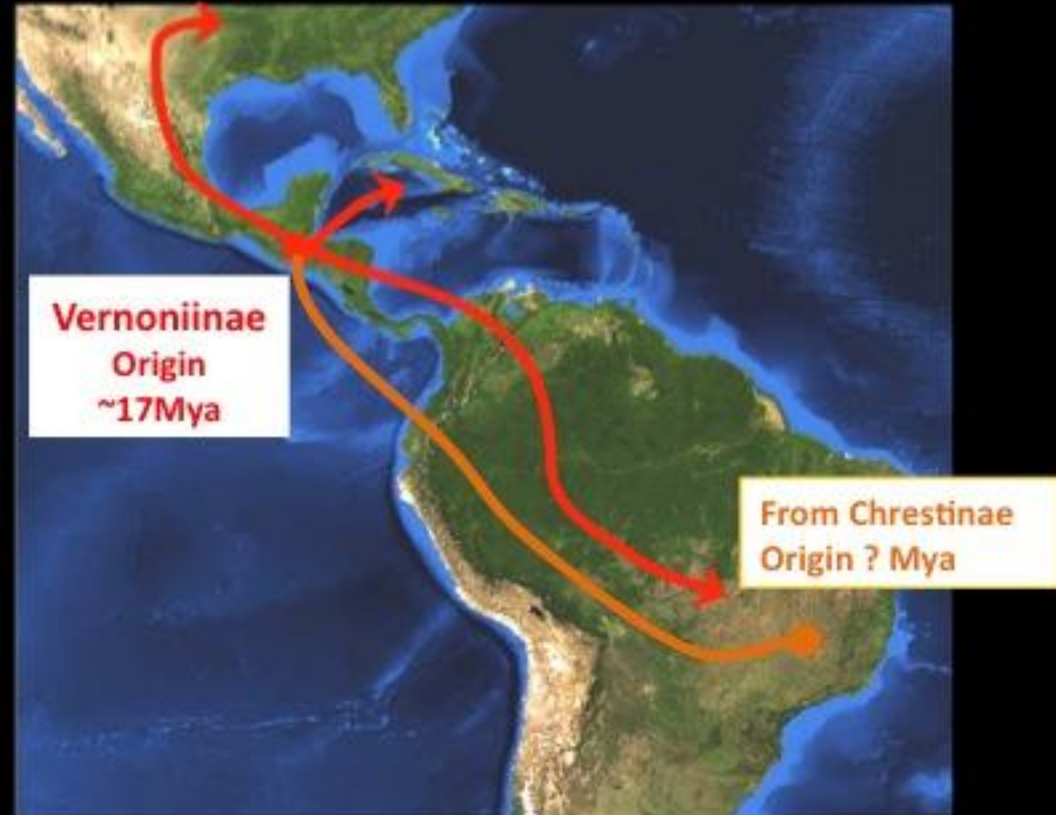 Vernoniinae
Origin
~17Mya
From Chrestinae
Origin ? Mya